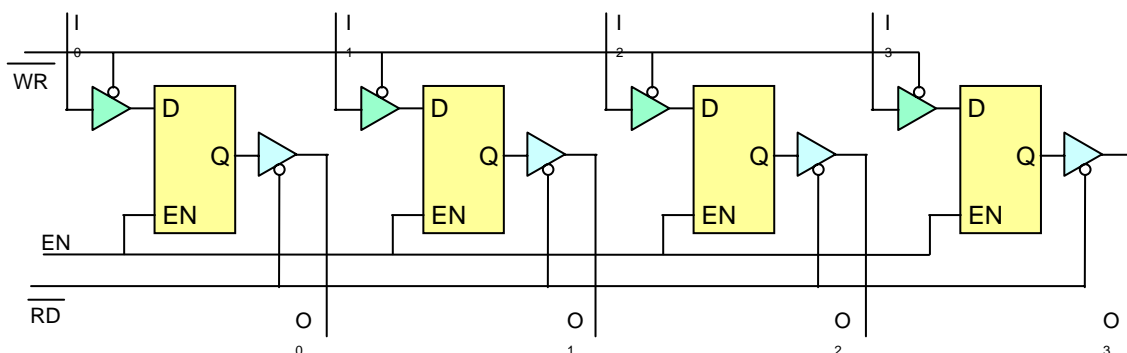 I0 I1 I2 I3
WR
D D D D
Q Q Q Q
EN EN EN EN
EN
RD
O0 O1 O2 O3